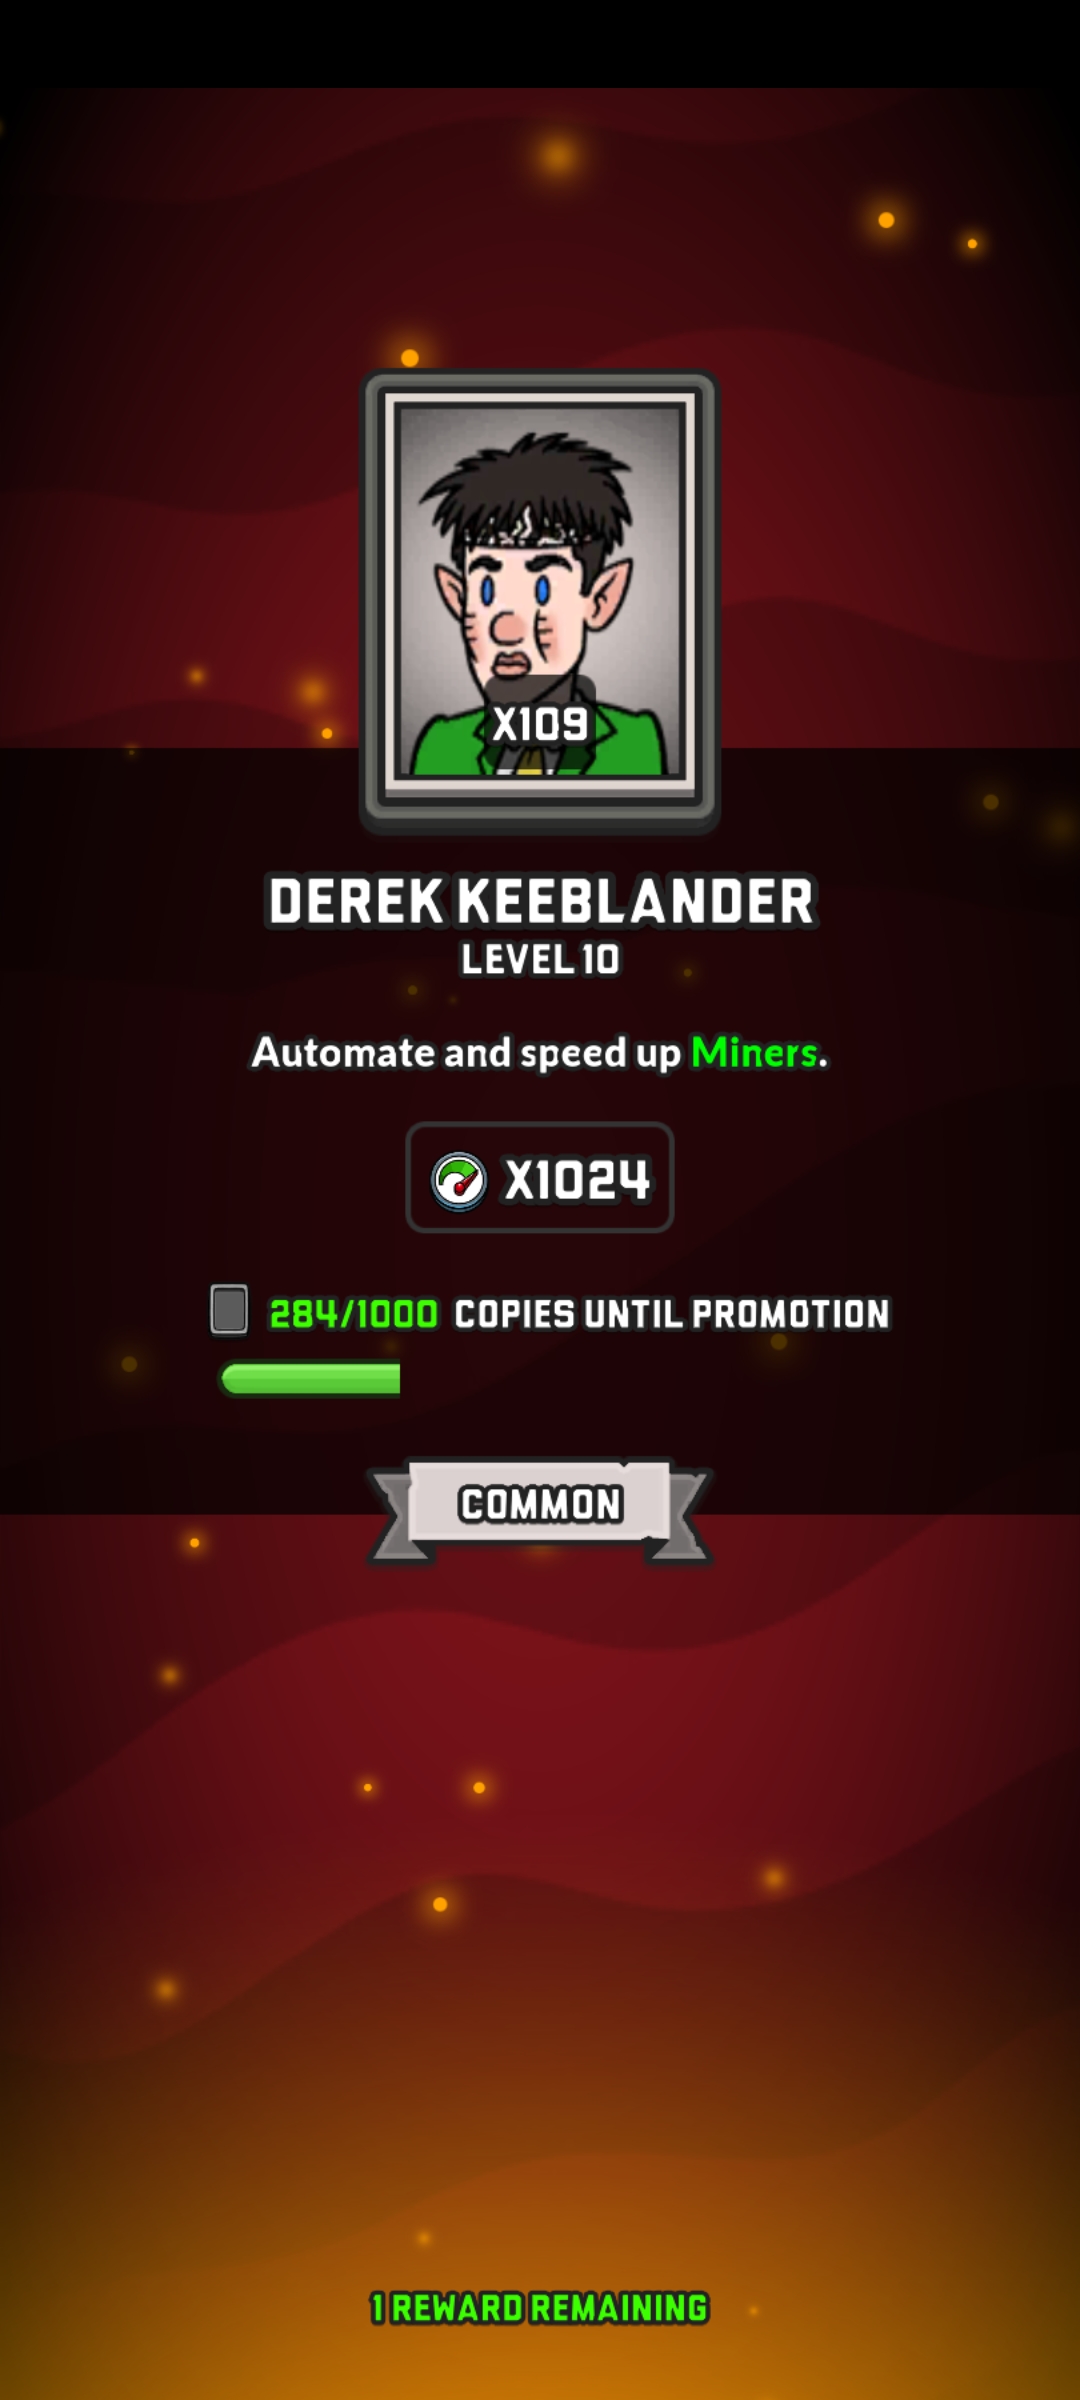 X109
DEREK KEEBLANDER
LEVEL 10
Automate and speed up Miners.
X1024
284/1000 COPIES UNTIL PROMOTION
COMMON
1 REWARD REMAINING